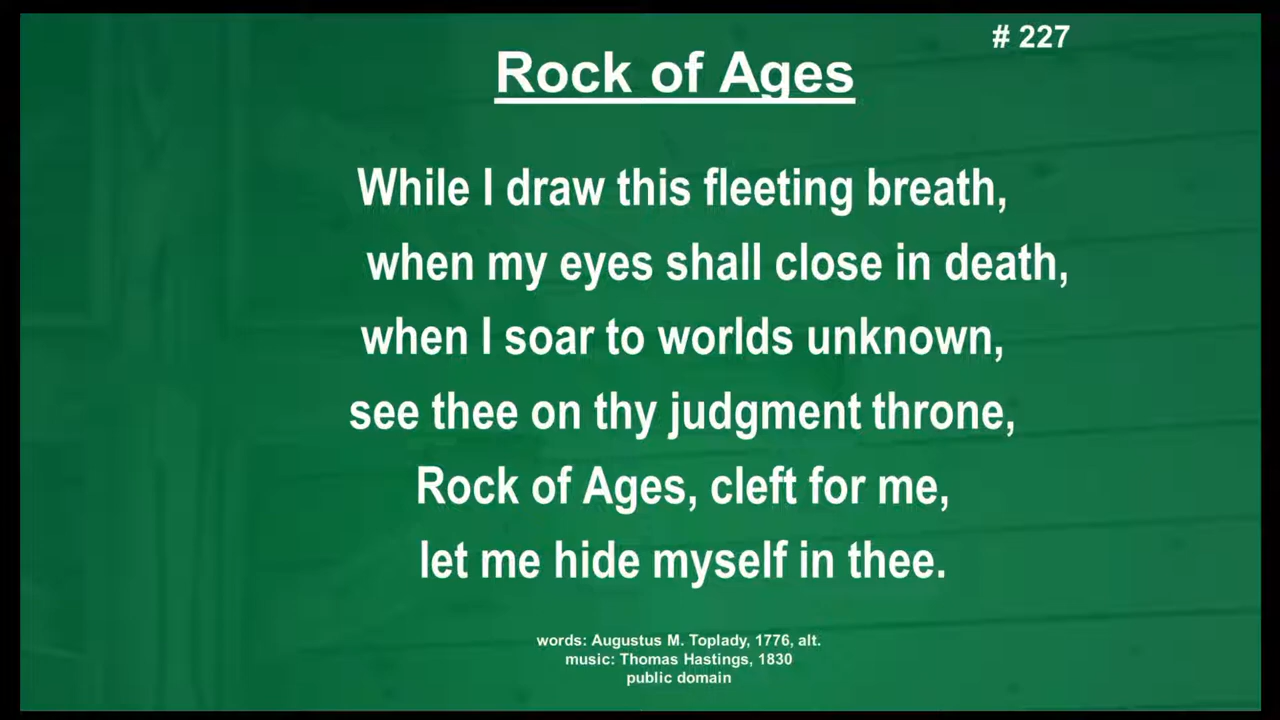 # 227
Rock of Ages
While I draw this fleeting breath,
when my eyes shall close in death,
when I soar to worlds unknown,
see thee on thy judgment throne,
Rock of Ages, cleft for me,
let me hide myself in thee.
words: Augustus M. Toplady, 1776, alt.
music: Thomas Hastings, 1830
public domain